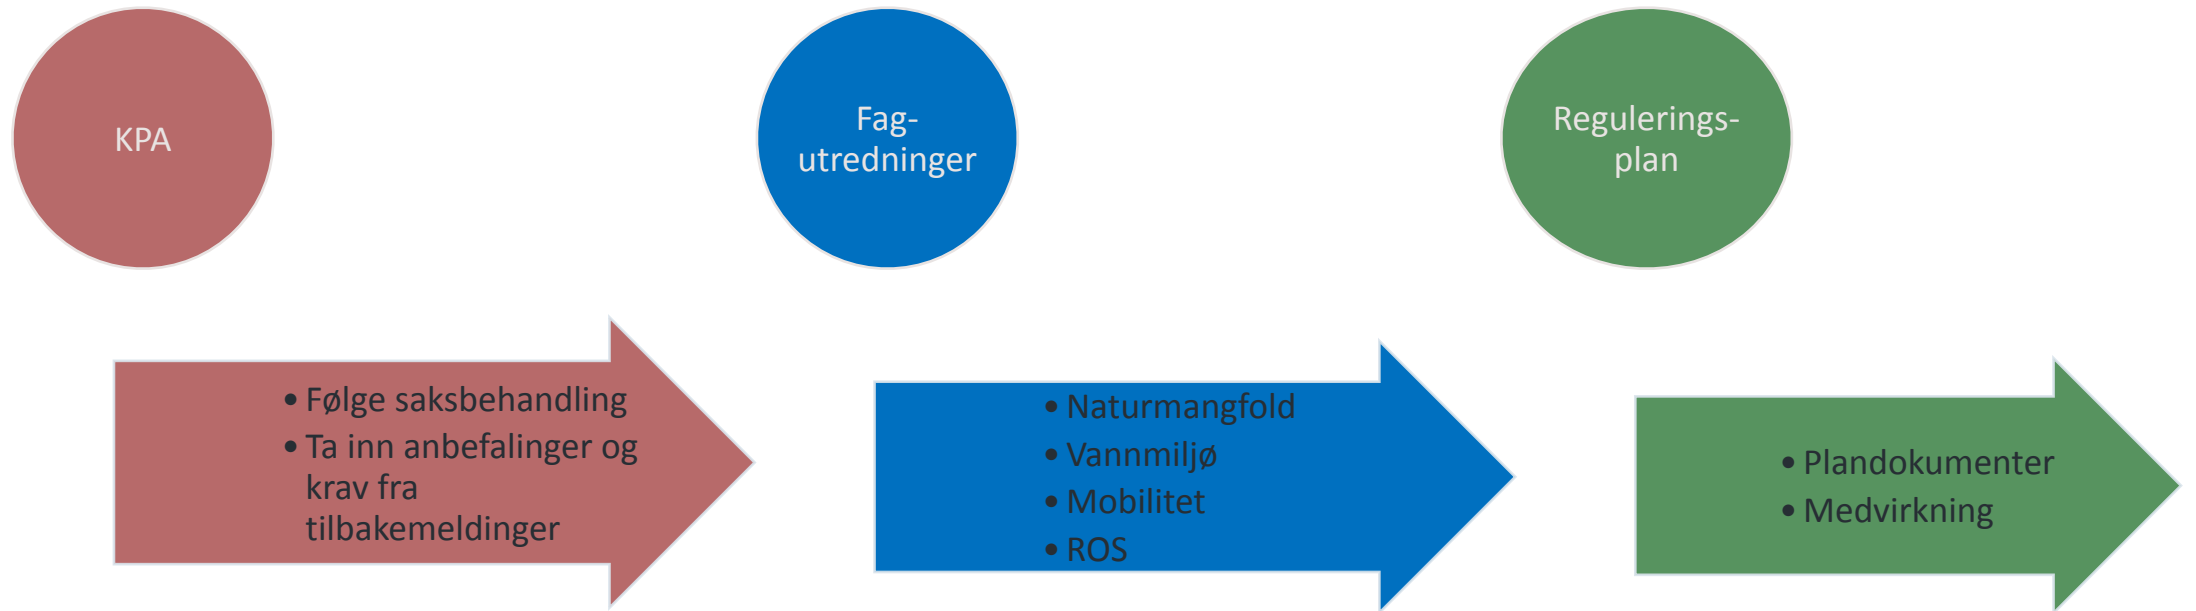 KPA
Fag-
utredninger
Regulerings-
plan
• Følge saksbehandling
• Ta inn anbefalinger og
krav fra
tilbakemeldinger
• Naturmangfold
• Vannmiljø
• Mobilitet
• ROS
• Plandokumenter
• Medvirkning